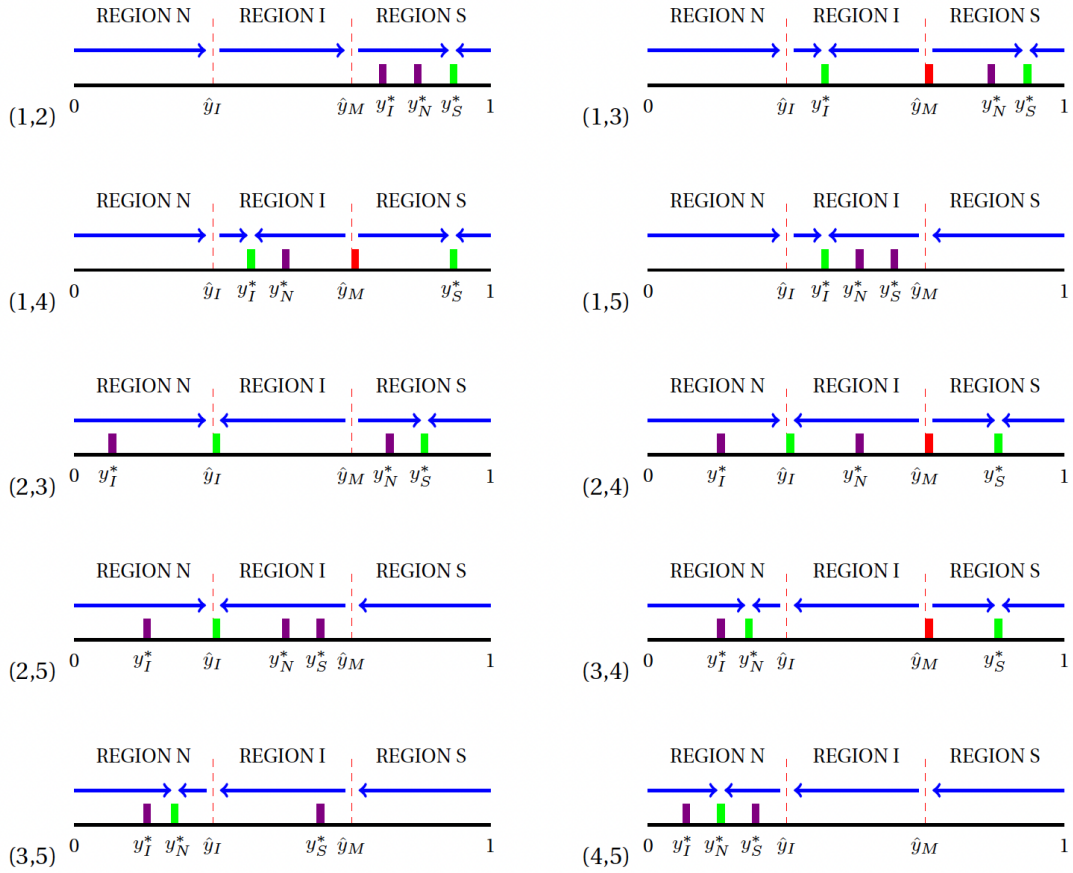 REGION N REGION I REGION S
0 ŷ_I ŷ_M y*_I y*_N y*_S 1
(1,2)
REGION N REGION I REGION S
0 ŷ_I y*_I ŷ_M y*_N y*_S 1
(1,3)
REGION N REGION I REGION S
0 ŷ_I y*_I y*_N ŷ_M y*_S 1
(1,4)
REGION N REGION I REGION S
0 ŷ_I y*_I y*_N y*_S ŷ_M 1
(1,5)
REGION N REGION I REGION S
0 y*_I ŷ_I ŷ_M y*_N y*_S 1
(2,3)
REGION N REGION I REGION S
0 y*_I ŷ_I y*_N ŷ_M y*_S 1
(2,4)
REGION N REGION I REGION S
0 y*_I ŷ_I y*_N y*_S ŷ_M 1
(2,5)
REGION N REGION I REGION S
0 y*_I y*_N ŷ_I ŷ_M y*_S 1
(3,4)
REGION N REGION I REGION S
0 y*_I y*_N ŷ_I y*_S ŷ_M 1
(3,5)
REGION N REGION I REGION S
0 y*_I y*_N y*_S ŷ_I ŷ_M 1
(4,5)